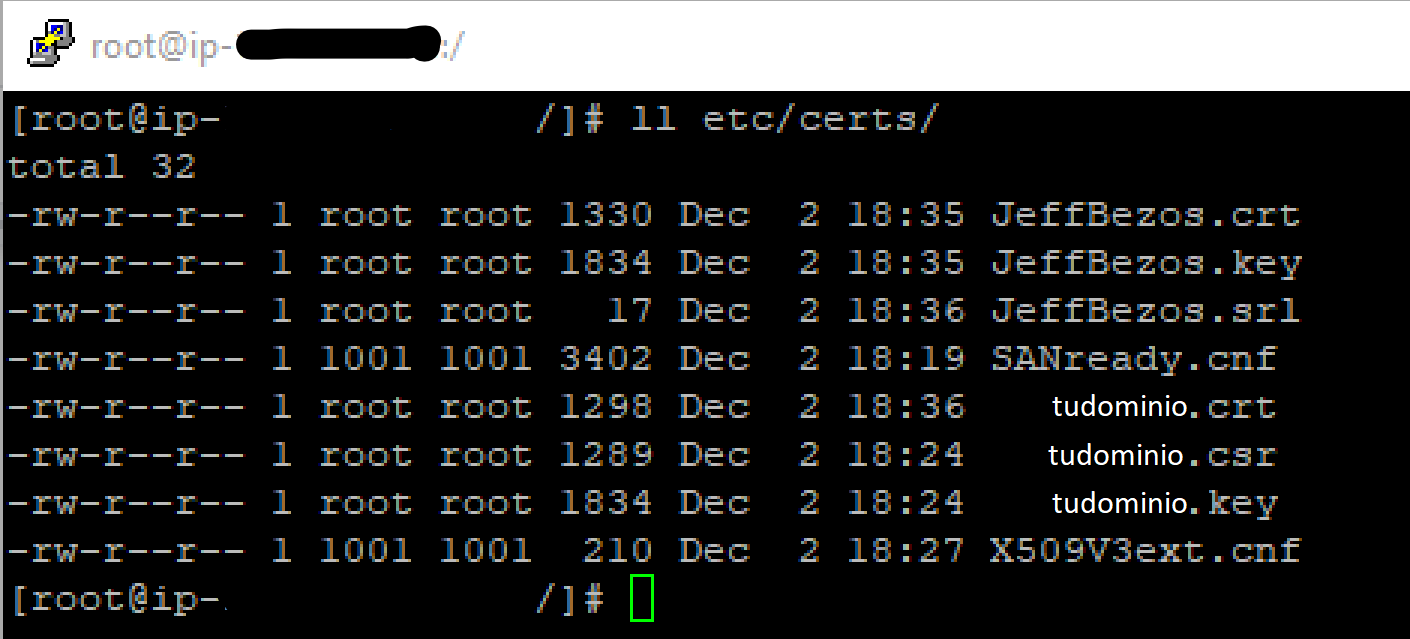 root@ip- :/
[root@ip- /]# ll etc/certs/
total 32
-rw-r--r-- 1 root root 1330 Dec  2 18:35 JeffBezos.crt
-rw-r--r-- 1 root root 1834 Dec  2 18:35 JeffBezos.key
-rw-r--r-- 1 root root   17 Dec  2 18:36 JeffBezos.srl
-rw-r--r-- 1 1001 1001 3402 Dec  2 18:19 SANready.cnf
-rw-r--r-- 1 root root 1298 Dec  2 18:36 tudominio.crt
-rw-r--r-- 1 root root 1289 Dec  2 18:24 tudominio.csr
-rw-r--r-- 1 root root 1834 Dec  2 18:24 tudominio.key
-rw-r--r-- 1 1001 1001  210 Dec  2 18:27 X509V3ext.cnf
[root@ip- /]#